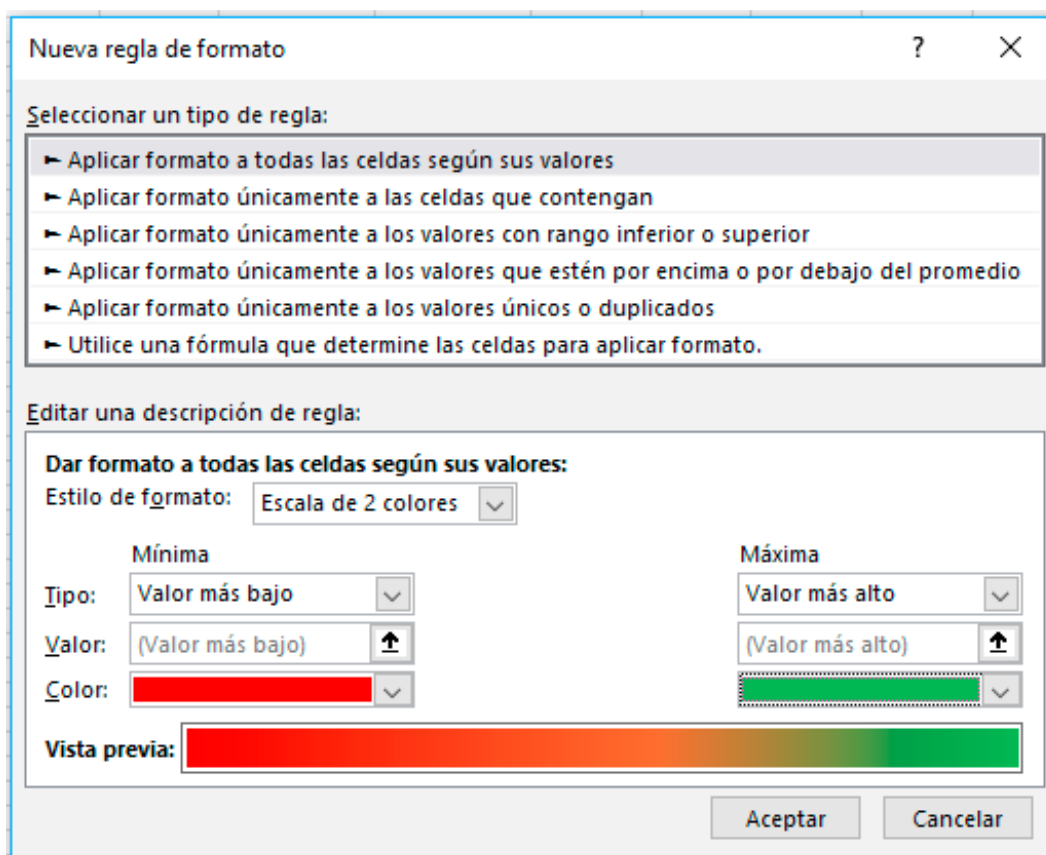 Nueva regla de formato ? ×
Seleccionar un tipo de regla:
► Aplicar formato a todas las celdas según sus valores
► Aplicar formato únicamente a las celdas que contengan
► Aplicar formato únicamente a los valores con rango inferior o superior
► Aplicar formato únicamente a los valores que estén por encima o por debajo del promedio
► Aplicar formato únicamente a los valores únicos o duplicados
► Utilice una fórmula que determine las celdas para aplicar formato.
Editar una descripción de regla:
Dar formato a todas las celdas según sus valores:
Estilo de formato: Escala de 2 colores
Mínima Máxima
Tipo: Valor más bajo Valor más alto
Valor: (Valor más bajo) (Valor más alto)
Color:
Vista previa:
Aceptar Cancelar